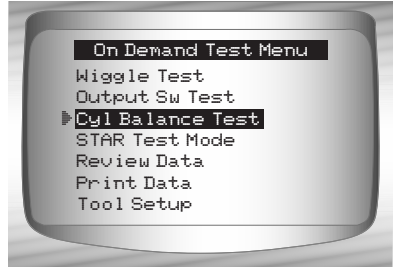 On Demand Test Menu
Wiggle Test
Output Sw Test
Cyl Balance Test
STAR Test Mode
Review Data
Print Data
Tool Setup